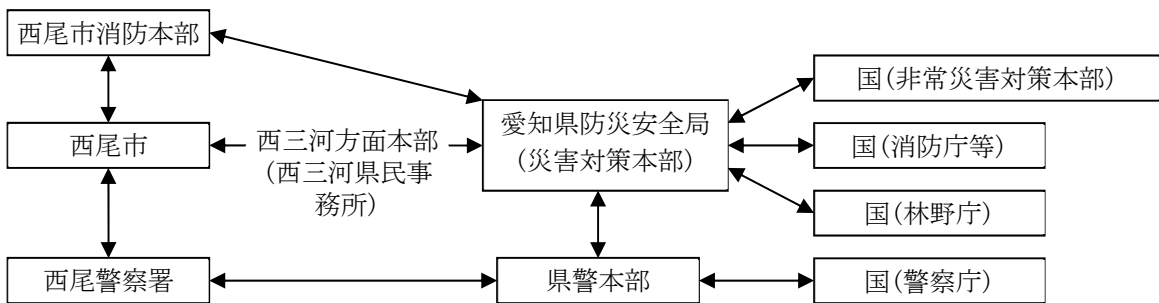 西尾市消防本部
国(非常災害対策本部)
愛知県防災安全局
(災害対策本部)
西尾市
西三河方面本部
(西三河県民事
務所)
国(消防庁等)
国(林野庁)
西尾警察署
県警本部
国(警察庁)